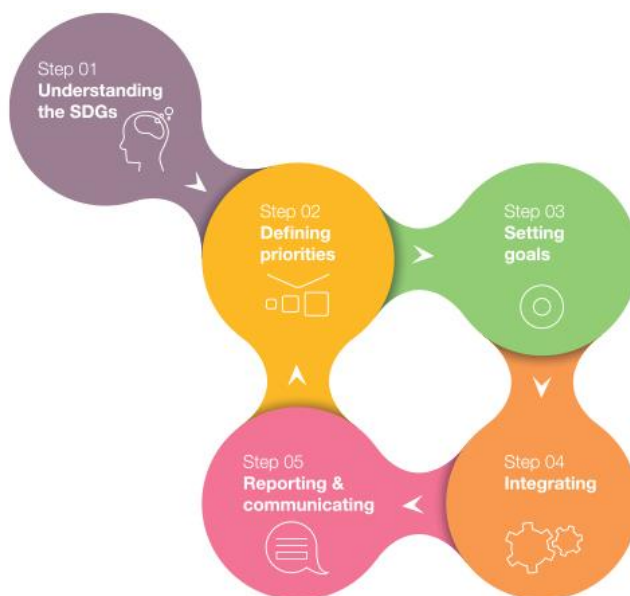 Step 01
Understanding
the SDGs
Step 02
Defining
priorities
Step 03
Setting
goals
Step 04
Integrating
Step 05
Reporting &
communicating